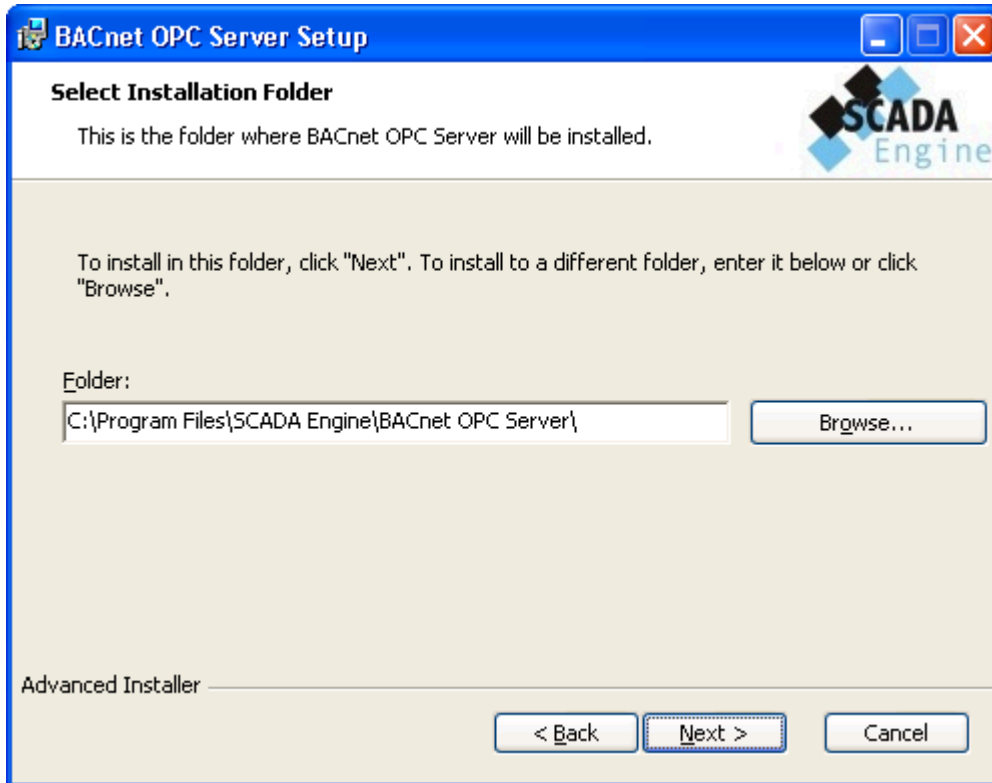 BACnet OPC Server Setup
Select Installation Folder
This is the folder where BACnet OPC Server will be installed.
SCADA
Engine
To install in this folder, click "Next". To install to a different folder, enter it below or click
"Browse".
Folder:
C:\Program Files\SCADA Engine\BACnet OPC Server\
Browse...
Advanced Installer
< Back
Next >
Cancel